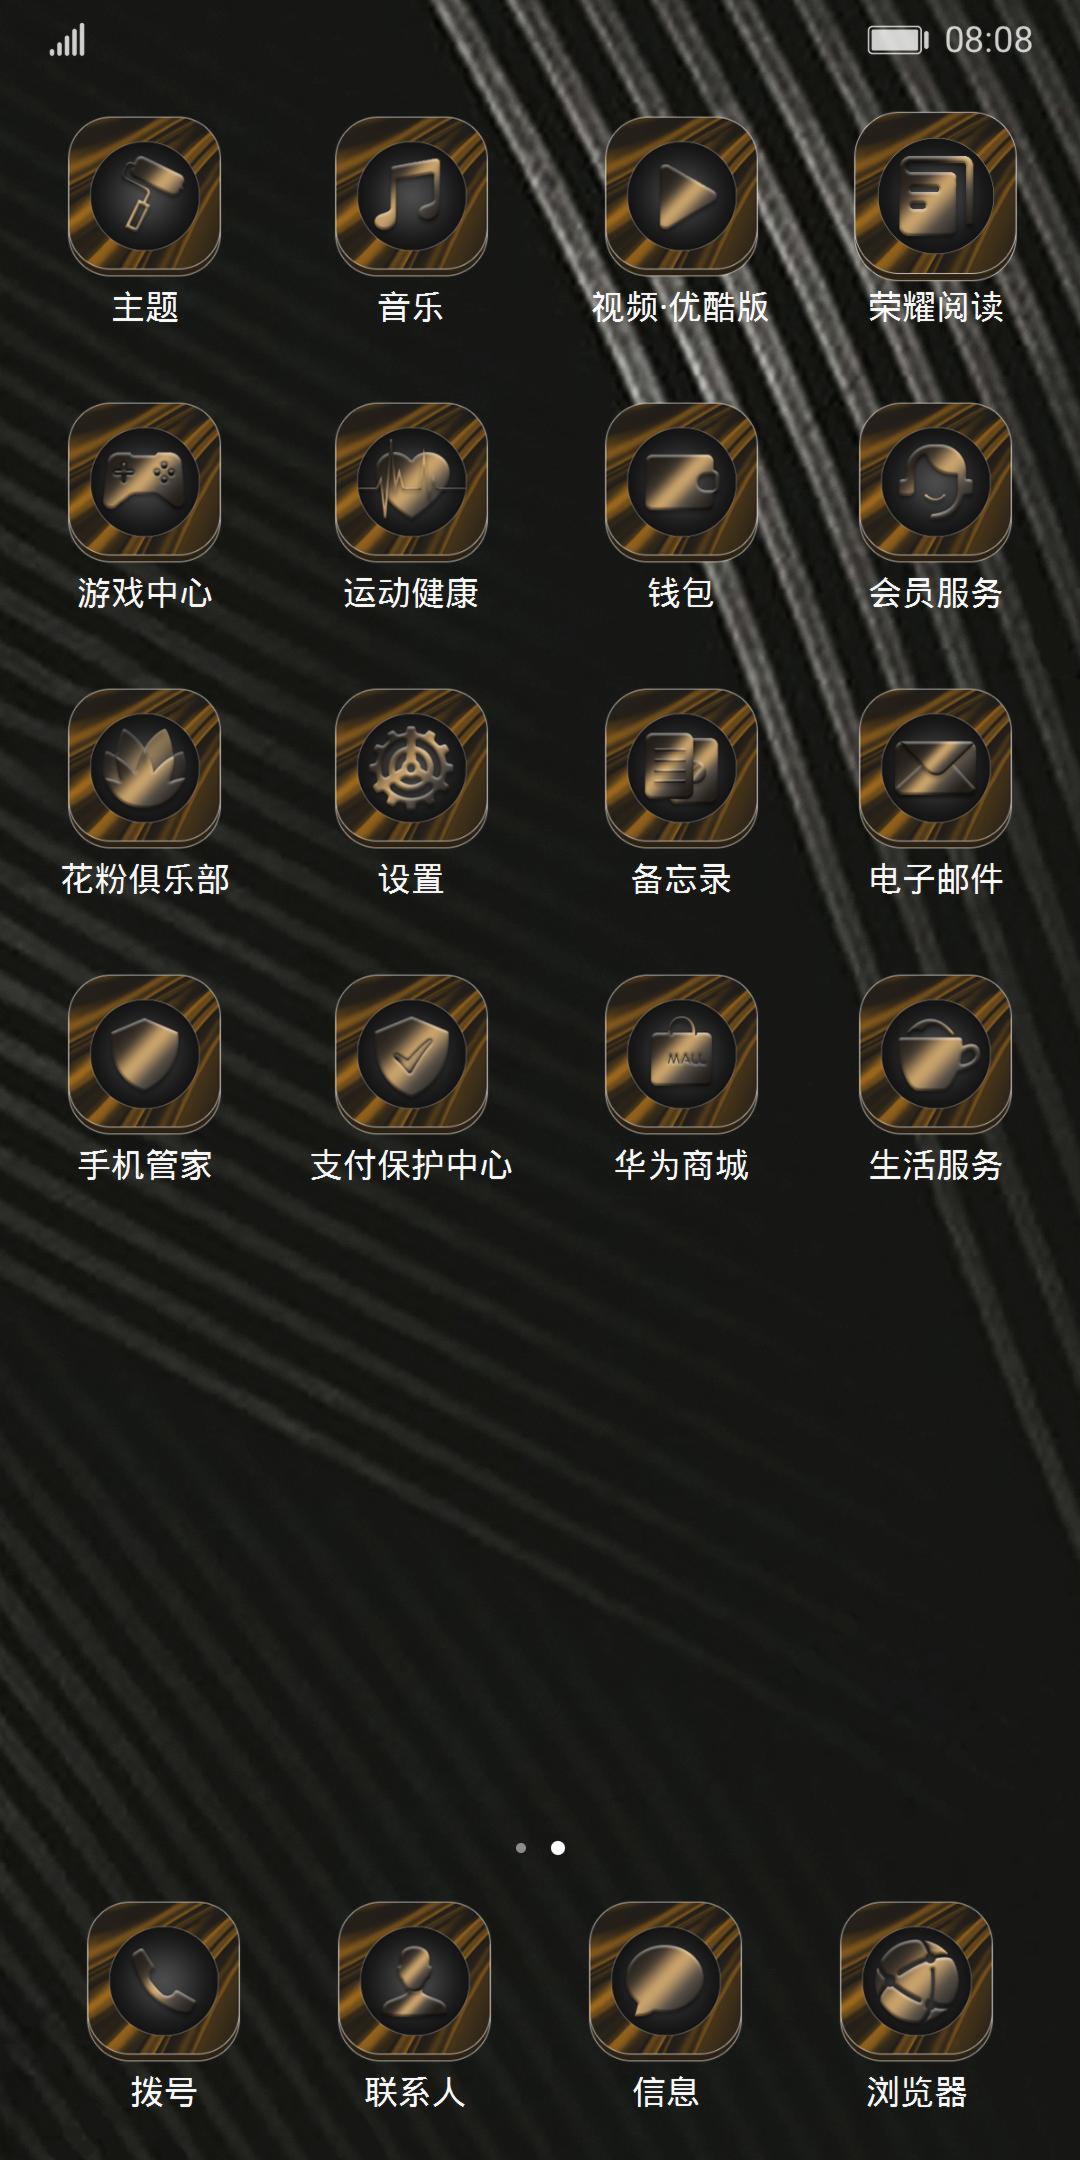 08:08
主题
音乐
视频·优酷版
荣耀阅读
游戏中心
运动健康
钱包
会员服务
花粉俱乐部
设置
备忘录
电子邮件
MALL
手机管家
支付保护中心
华为商城
生活服务
拨号
联系人
信息
浏览器